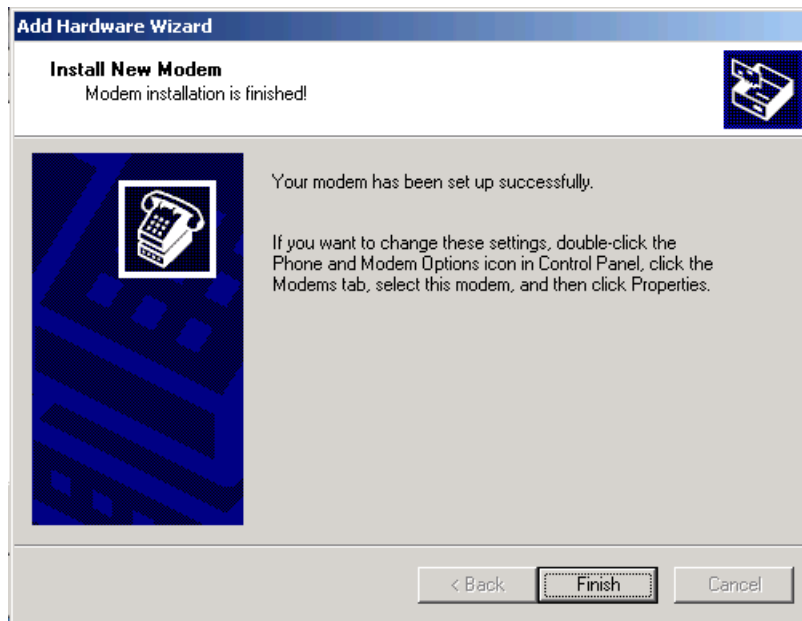 Add Hardware Wizard
Install New Modem
Modem installation is finished!
Your modem has been set up successfully.
If you want to change these settings, double-click the
Phone and Modem Options icon in Control Panel, click the
Modems tab, select this modem, and then click Properties.
< Back Finish Cancel